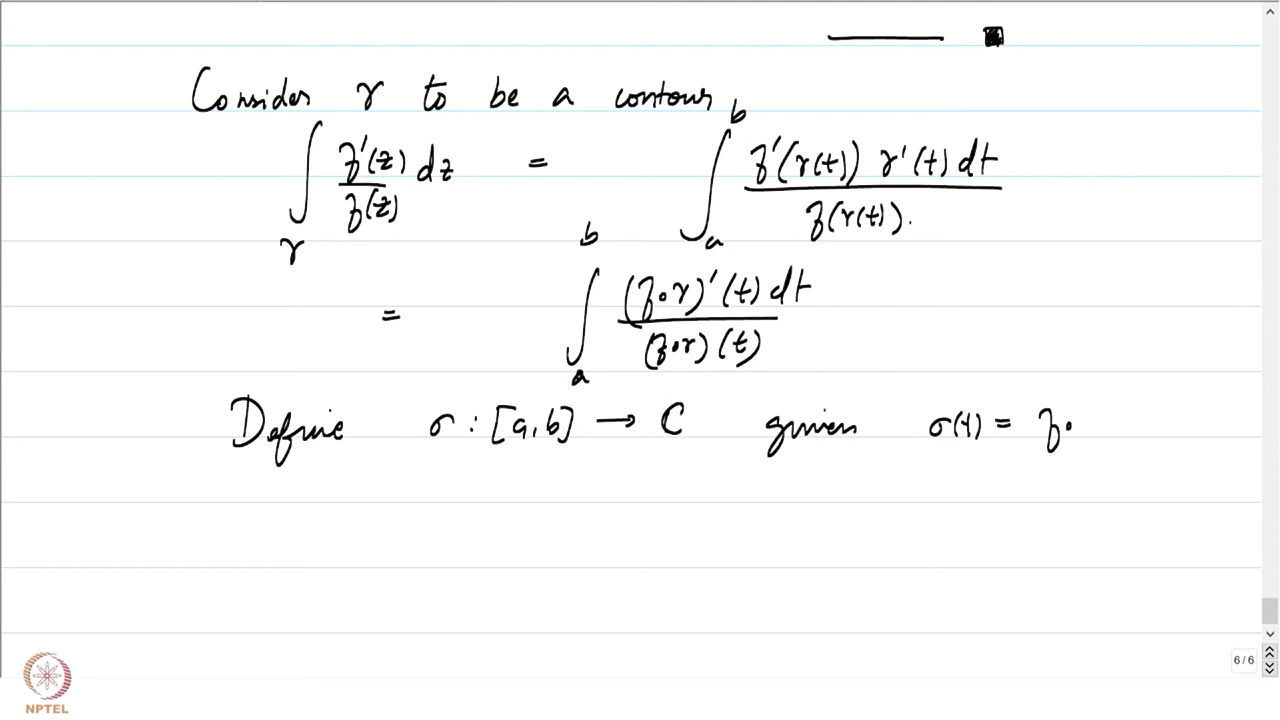 Consider γ to be a contour
∫_γ f'(z)/f(z) dz = ∫_a^b f'(γ(t)) γ'(t) dt / f(γ(t)).
= ∫_a^b (f∘γ)'(t) dt / (f∘γ)(t)
Define σ : [a,b] → C given σ(t) = f∘
6 / 6
NPTEL